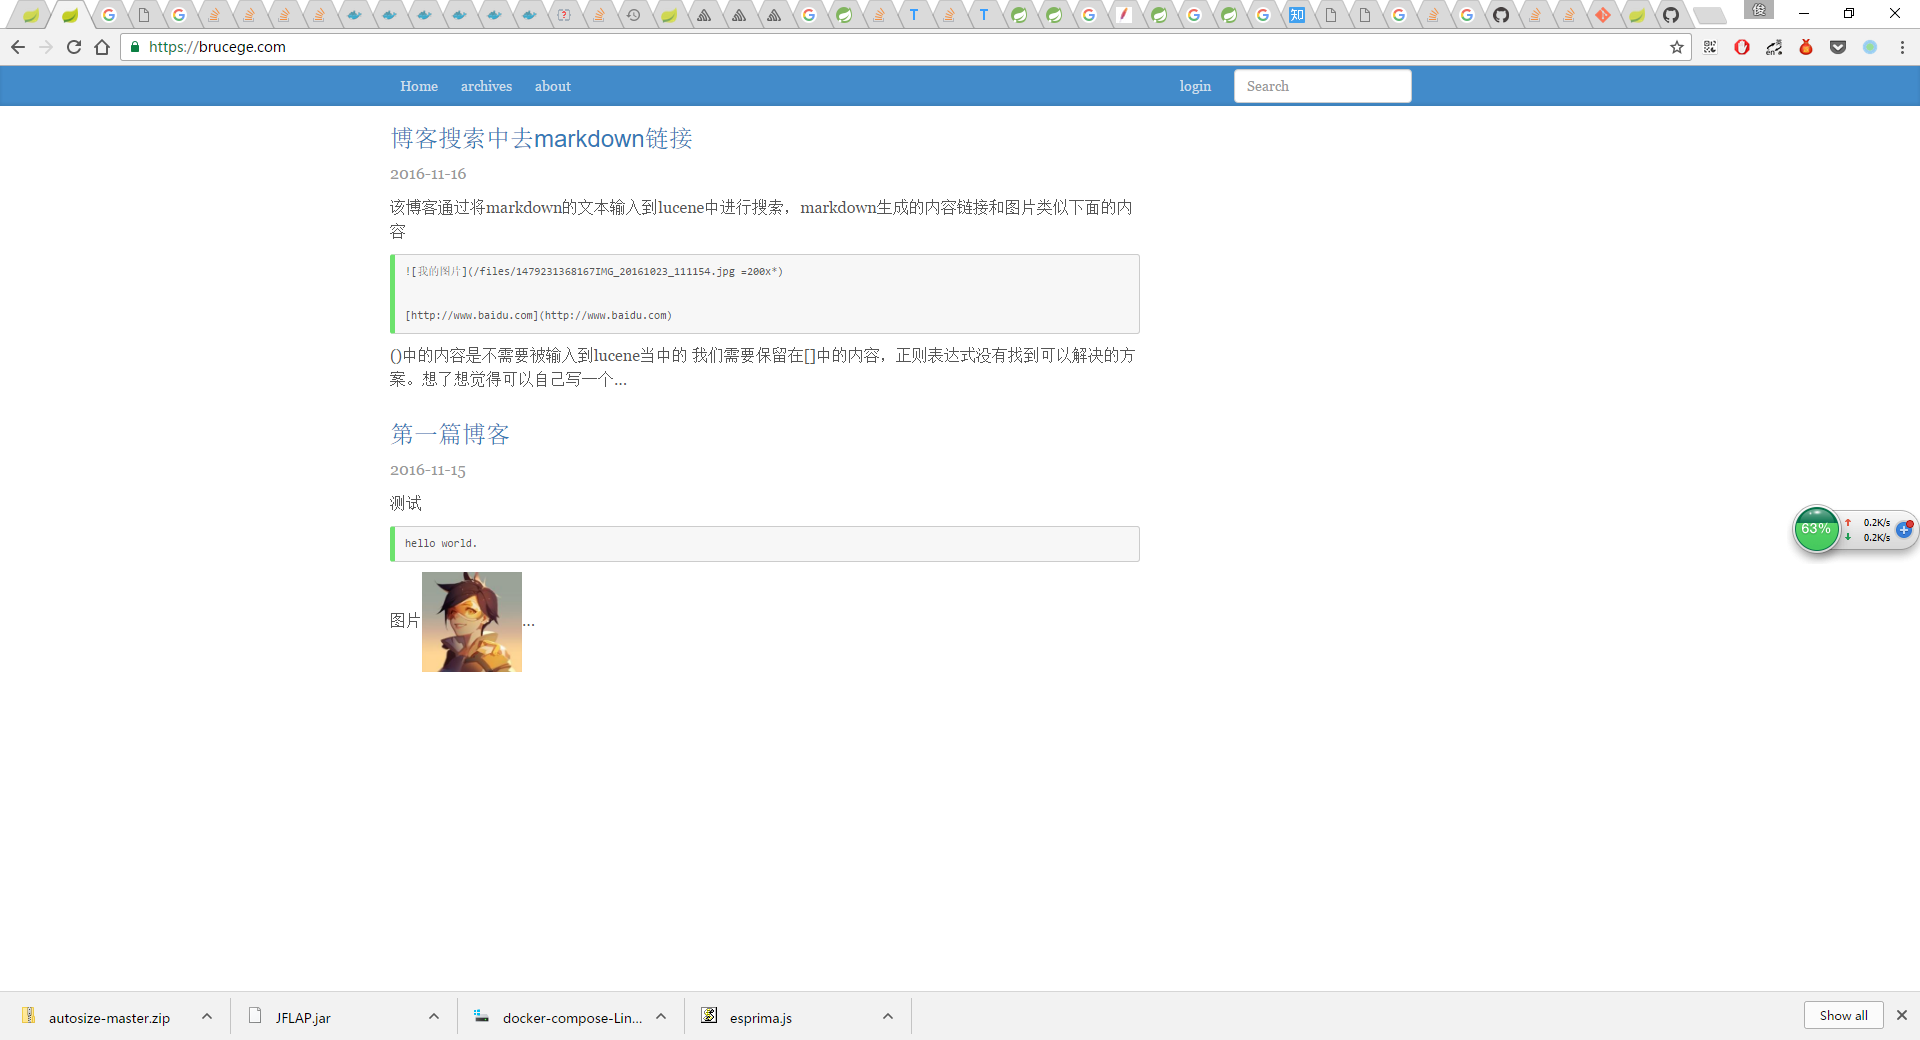 俊
https://brucege.com
en
Home archives about login Search
博客搜索中去markdown链接
2016-11-16
该博客通过将markdown的文本输入到lucene中进行搜索，markdown生成的内容链接和图片类似下面的内
容
![我的图片](/files/1479231368167IMG_20161023_111154.jpg =200x*)
[http://www.baidu.com](http://www.baidu.com)
()中的内容是不需要被输入到lucene当中的 我们需要保留在[]中的内容，正则表达式没有找到可以解决的方
案。想了想觉得可以自己写一个...
第一篇博客
2016-11-15
测试
hello world.
图片 ...
63% 0.2K/s
0.2K/s
autosize-master.zip JFLAP.jar docker-compose-Lin... esprima.js Show all